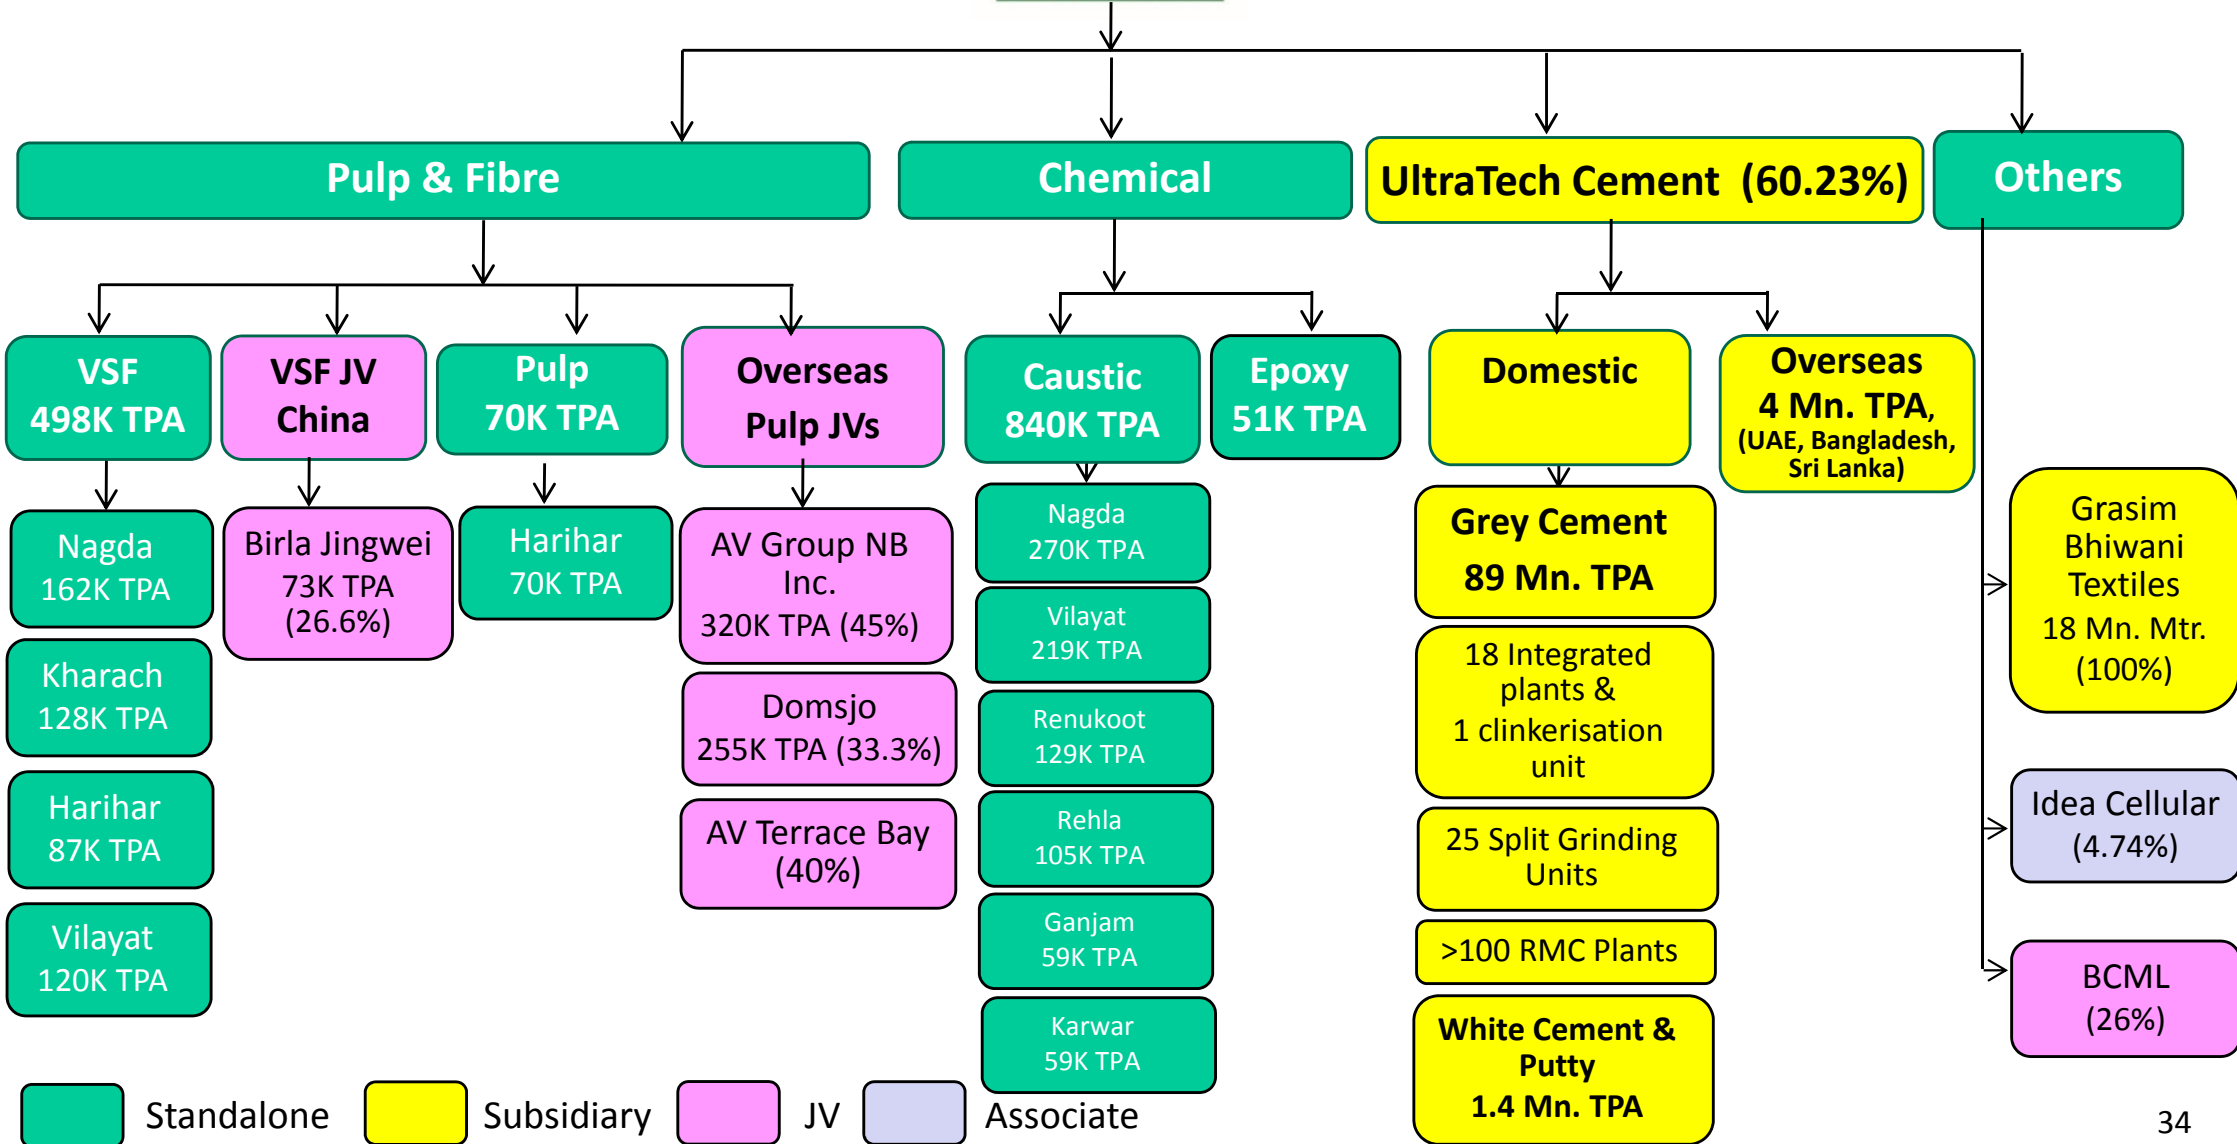 Pulp & Fibre
Chemical
UltraTech Cement (60.23%)
Others
VSF
498K TPA
VSF JV
China
Pulp
70K TPA
Overseas
Pulp JVs
Caustic
840K TPA
Epoxy
51K TPA
Domestic
Overseas
4 Mn. TPA,
(UAE, Bangladesh,
Sri Lanka)
Nagda
162K TPA
Kharach
128K TPA
Harihar
87K TPA
Vilayat
120K TPA
Birla Jingwei
73K TPA
(26.6%)
Harihar
70K TPA
AV Group NB
Inc.
320K TPA (45%)
Domsjo
255K TPA (33.3%)
AV Terrace Bay
(40%)
Nagda
270K TPA
Vilayat
219K TPA
Renukoot
129K TPA
Rehla
105K TPA
Ganjam
59K TPA
Karwar
59K TPA
Grey Cement
89 Mn. TPA
18 Integrated
plants &
1 clinkerisation
unit
25 Split Grinding
Units
>100 RMC Plants
White Cement &
Putty
1.4 Mn. TPA
Grasim
Bhiwani
Textiles
18 Mn. Mtr.
(100%)
Idea Cellular
(4.74%)
BCML
(26%)
Standalone
Subsidiary
JV
Associate
34